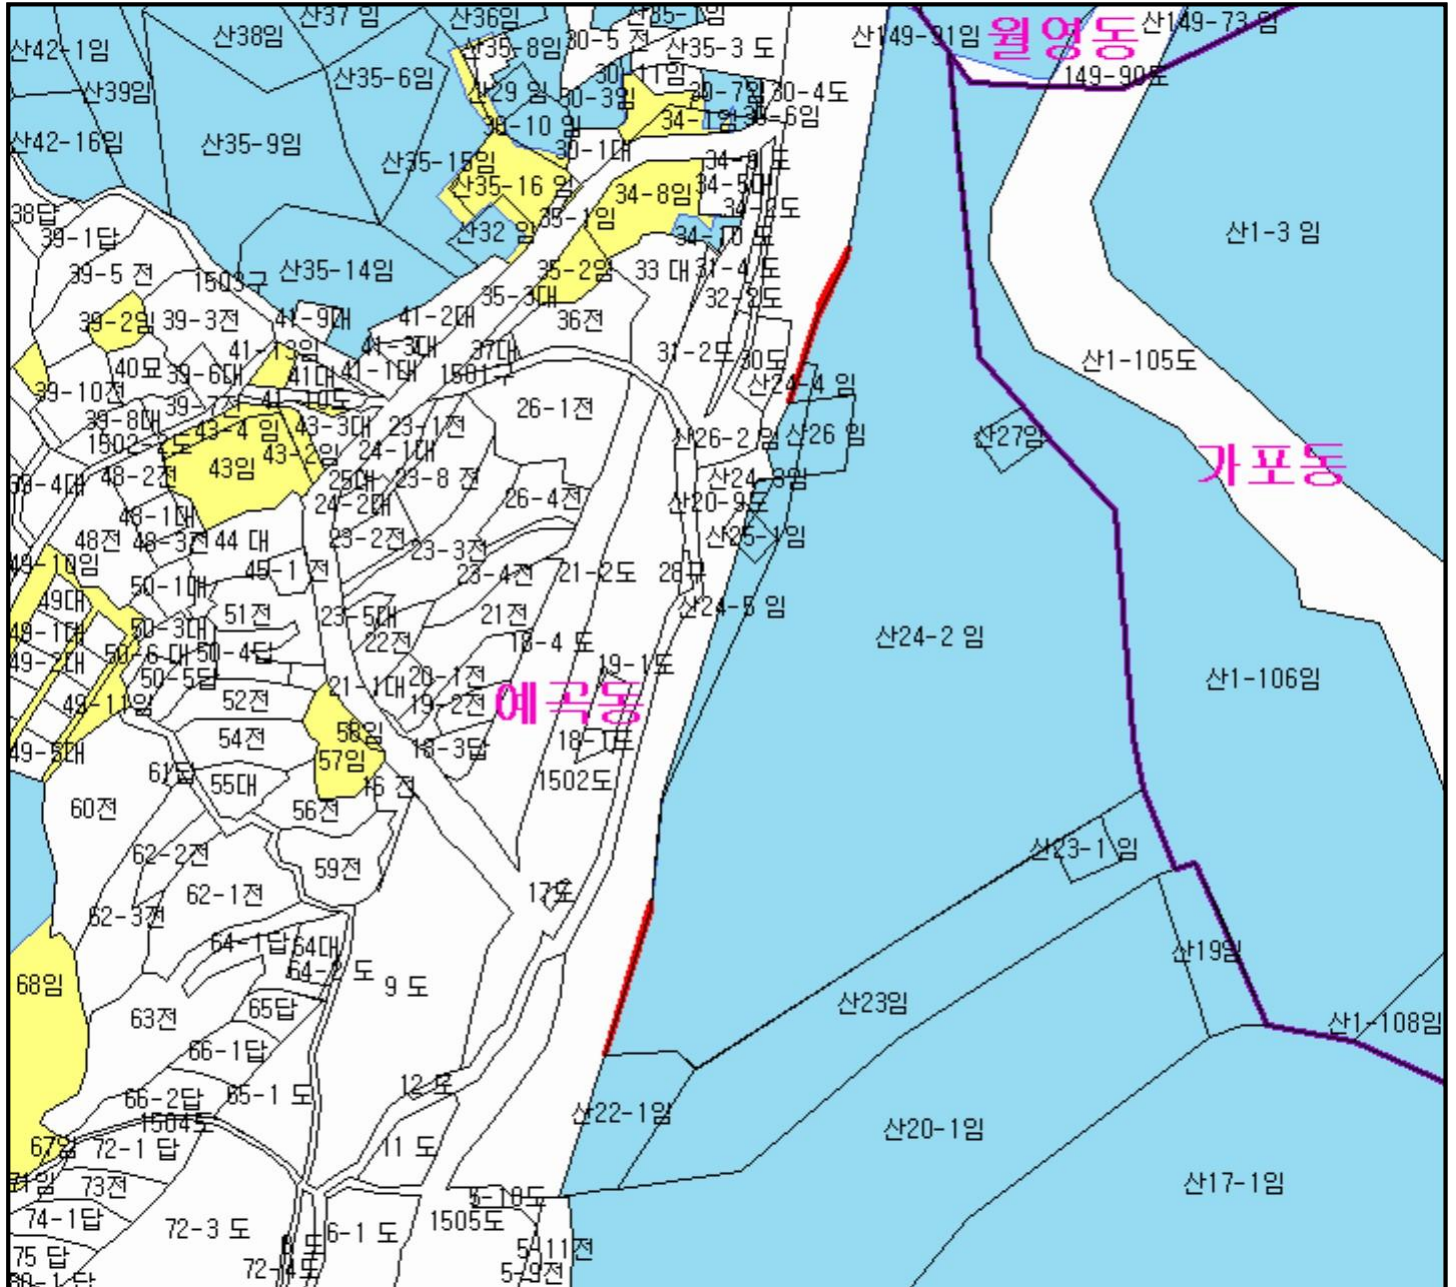 산37 임
산36임
산35-1임
산149-91임
월영동
산149-73 임
산42-1임
산38임
산35-8임
30-5 전
산35-3 도
149-90도
산39임
산35-6임
산29 임
30-11임
30-3임
30-7임
30-4도
산42-16임
산35-9임
30-10 임
34-1임
산35-15임
30-1대
34-9 도
산35-16 임
34-8임
34-5대
38답
39-1답
35-1임
34-2도
산32 임
34-10 도
산1-3 임
39-5 전
1503구
산35-14임
35-2임
33 대
31-4 도
35-3대
32-2도
39-2임
39-3전
41-9대
41-2대
36전
41-13임
41-3대
37대
31-2도
30도
산1-105도
40묘
39-6대
41대
41-1대
1501구
산24-4 임
39-10전
39-7전
41-10도
26-1전
39-8대
43-4 임
43-3대
23-1전
산26-2 임
산26 임
산27임
43-2임
24-1대
가포동
39-4대
48-2전
43임
25대
23-8 전
산24-3임
24-2대
26-4전
산20-9도
48-1대
48전
48-3전
44 대
23-2전
23-3전
산25-1임
49-10임
50-1대
45-1 전
23-4전
21-2도
28구
49대
51전
23-5대
21전
산24-5 임
49-1대
50-3대
22전
18-4 도
산24-2 임
49-2대
50-6 대
50-4답
19-1도
50-5답
21-1대
20-1전
산1-106임
49-11임
52전
19-2전
예곡동
58임
49-5대
54전
57임
18-3답
18-1도
61답
55대
16 전
1502도
60전
56전
62-2전
59전
산23-1 임
62-1전
17도
62-3전
64-1답
64대
산19임
68임
64-2 도
9 도
65답
산23임
63전
산1-108임
66-1답
66-2답
65-1 도
12 도
산22-1임
1504도
산20-1임
67임
72-1 답
11 도
71임
73전
산17-1임
5-10도
74-1답
72-3 도
6-1 도
1505도
75 답
8 도
5-11전
72-4도
5-9전
80-1 답